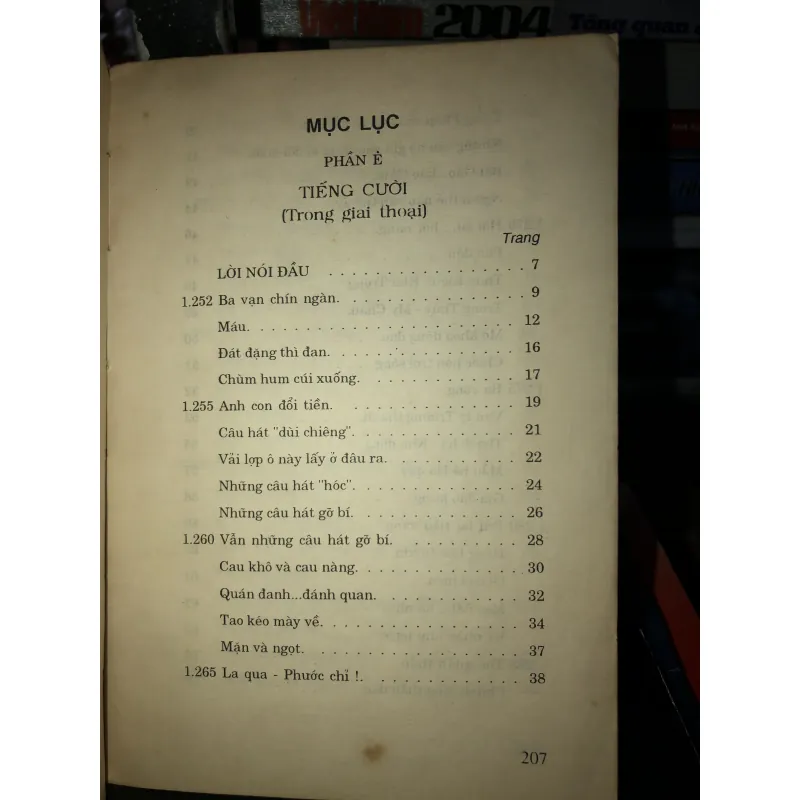 2004
Tổng quan
MỤC LỤC
PHẦN È
TIẾNG CƯỜI
(Trong giai thoại)
Trang
LỜI NÓI ĐẦU . . . . . . . . . . . . . . . . 7
1.252 Ba vạn chín ngàn. . . . . . . . . . . . . . . 9
Máu. . . . . . . . . . . . . . . . . . . . . 12
Đát đặng thì đan. . . . . . . . . . . . . . . 16
Chùm hum cúi xuống. . . . . . . . . . . . . 17
1.255 Anh con đổi tiền. . . . . . . . . . . . . . . 19
Câu hát "dùi chiêng". . . . . . . . . . . . . 21
Vải lợp ô này lấy ở đâu ra. . . . . . . . . . . 22
Những câu hát "hóc". . . . . . . . . . . . . 24
Những câu hát gỡ bí. . . . . . . . . . . . . 26
1.260 Vẫn những câu hát gỡ bí. . . . . . . . . . 28
Cau khô và cau nàng. . . . . . . . . . . . . 30
Quán đanh...đánh quan. . . . . . . . . . . . 32
Tao kéo mày về. . . . . . . . . . . . . . . . 34
Mặn và ngọt. . . . . . . . . . . . . . . . . 37
1.265 La qua - Phước chỉ !. . . . . . . . . . . . . 38
207